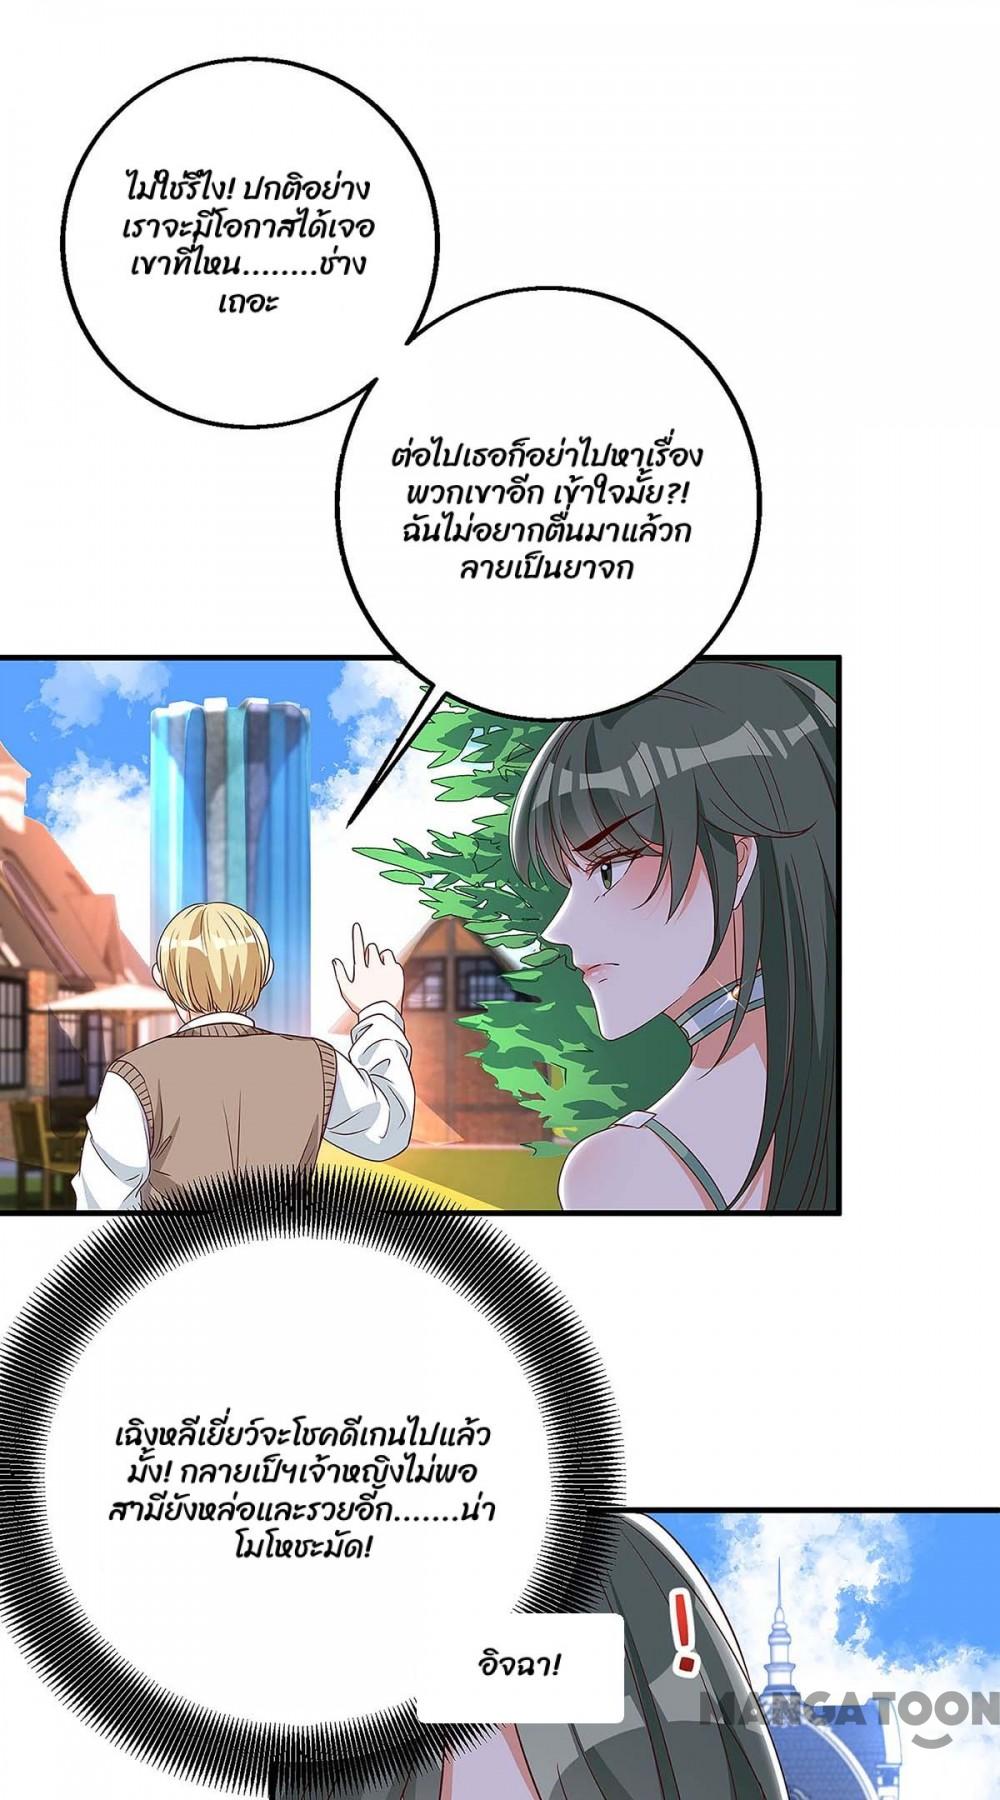 ไม่ใช่รึไง! ปกติอย่าง
เราจะมีโอกาสได้เจอ
เขาที่ไหน........ช่าง
เถอะ
ต่อไปเธอก็อย่าไปหาเรื่อง
พวกเขาอีก เข้าใจมั้ย?!
ฉันไม่อยากตื่นมาแล้วก
ลายเป็นยาจก
เฉิงหลีเยี่ยว์จะโชคดีเกนไปแล้ว
มั้ง! กลายเป็ฯเจ้าหญิงไม่พอ
สามียังหล่อและรวยอีก.......น่า
โมโหชะมัด!
!
อิจฉา!
MANGATOON